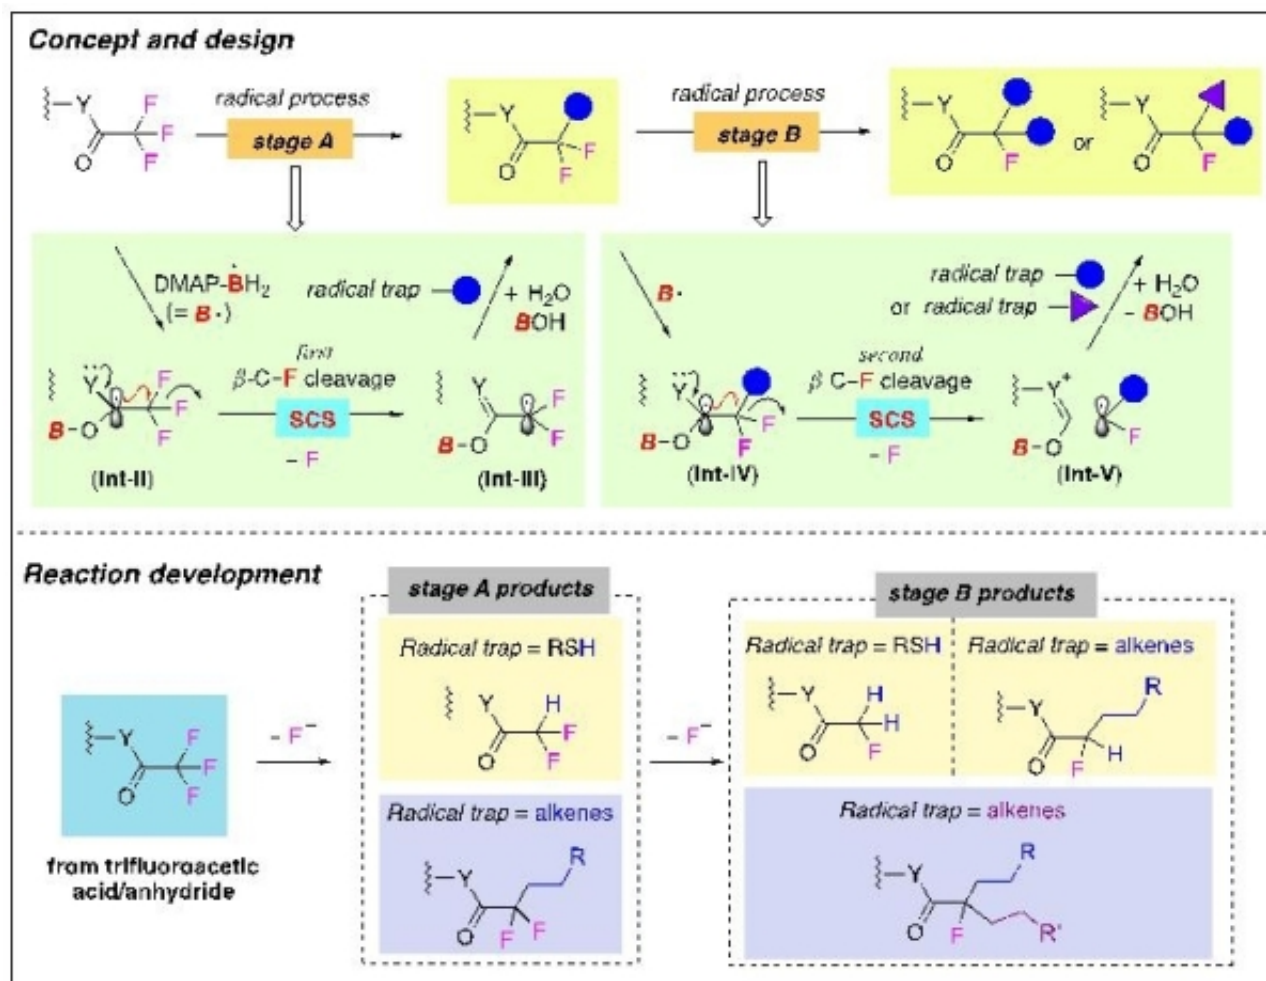 Concept and design
Y
F
F
F
O
radical process
stage A
Y
O
F
F
radical process
stage B
Y
O
F
or
Y
O
F
DMAP-ḂH₂
(= B·)
radical trap
+ H₂O
BOH
Y
F
F
F
B-O
(Int-II)
first
β-C-F cleavage
SCS
- F
Y
F
F
B-O
(Int-III)
B·
radical trap
or radical trap
+ H₂O
- BOH
Y
F
F
B-O
(Int-IV)
second
β C-F cleavage
SCS
- F
Y⁺
F
B-O
(Int-V)
Reaction development
stage A products
stage B products
Radical trap = RSH
Radical trap = RSH
Radical trap = alkenes
Y
F
F
F
O
from trifluoroacetic
acid/anhydride
- F⁻
Y
H
F
F
O
- F⁻
Y
H
H
F
O
Y
R
H
F
O
Radical trap = alkenes
Y
R
O
F
F
Radical trap = alkenes
Y
R
O
F
R'